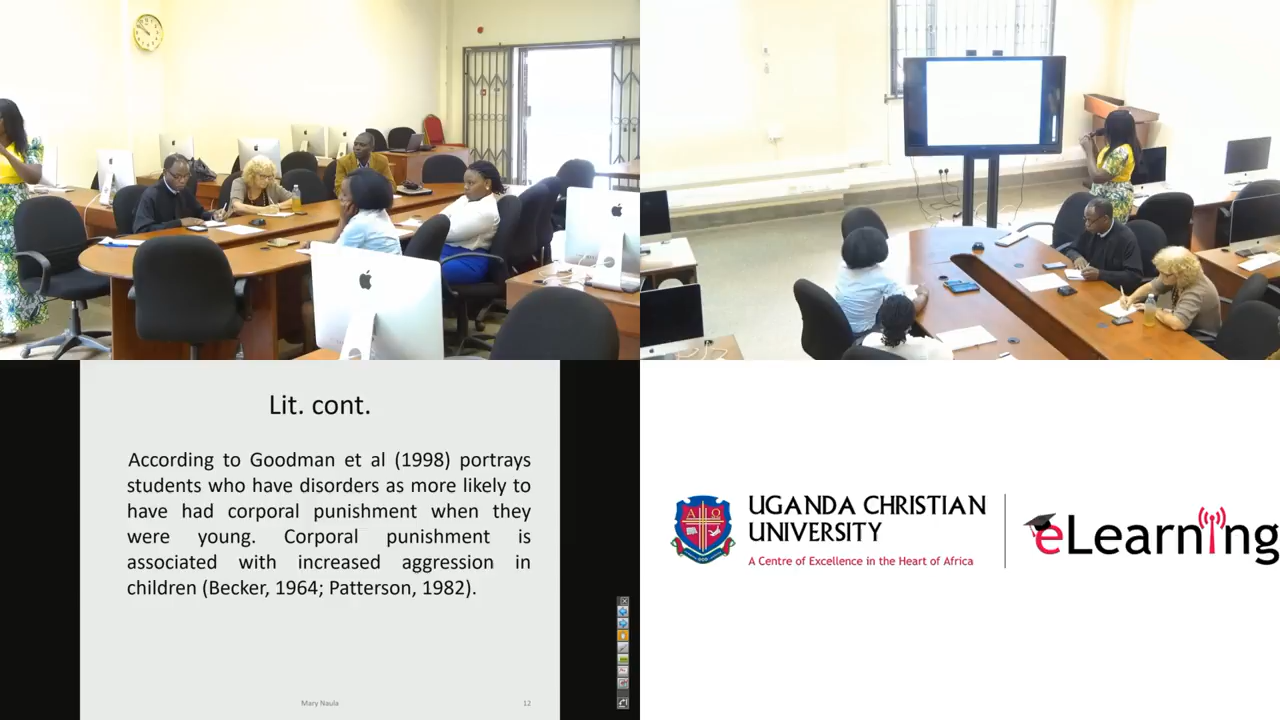 Lit. cont.
According to Goodman et al (1998) portrays
students who have disorders as more likely to
have had corporal punishment when they
were young. Corporal punishment is
associated with increased aggression in
children (Becker, 1964; Patterson, 1982).
Mary Naula
12
UGANDA CHRISTIAN
UNIVERSITY
A Centre of Excellence in the Heart of Africa
eLearning